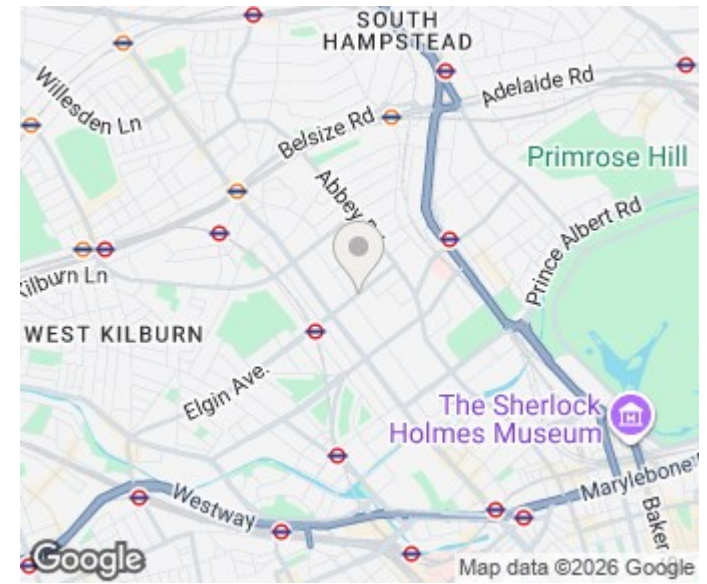 SOUTH
HAMPSTEAD
Willesden Ln
Adelaide Rd
Belsize Rd
Primrose Hill
Abbey
Prince Albert Rd
Kilburn Ln
WEST KILBURN
Elgin Ave.
The Sherlock
Holmes Museum
Marylebone
Westway
Baker
Google
Map data ©2026 Google